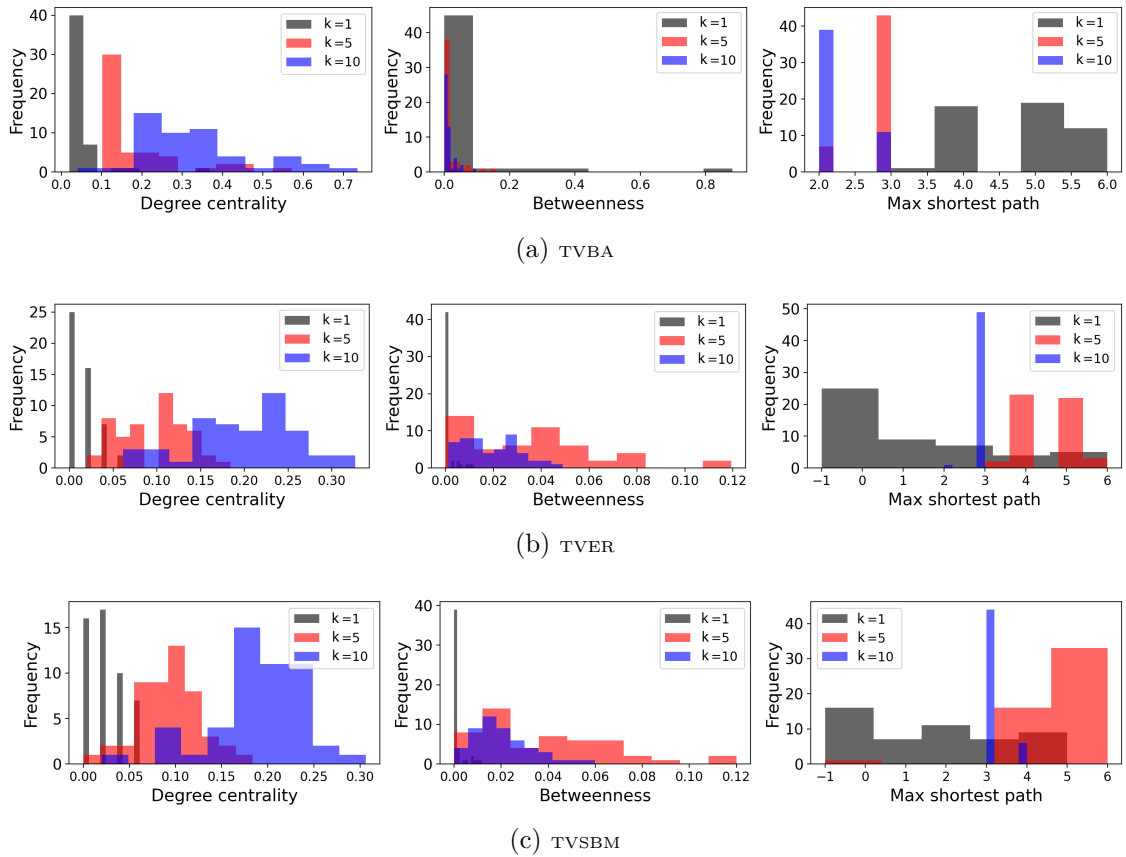 Frequency
40
30
20
10
0
0.0 0.1 0.2 0.3 0.4 0.5 0.6 0.7
Degree centrality
k=1
k=5
k=10
Frequency
40
30
20
10
0
0.0 0.2 0.4 0.6 0.8
Betweenness
k=1
k=5
k=10
Frequency
40
30
20
10
0
2.0 2.5 3.0 3.5 4.0 4.5 5.0 5.5 6.0
Max shortest path
k=1
k=5
k=10
(a) TVBA
Frequency
25
20
15
10
5
0
0.00 0.05 0.10 0.15 0.20 0.25 0.30
Degree centrality
k=1
k=5
k=10
Frequency
40
30
20
10
0
0.00 0.02 0.04 0.06 0.08 0.10 0.12
Betweenness
k=1
k=5
k=10
Frequency
50
40
30
20
10
0
−1 0 1 2 3 4 5 6
Max shortest path
k=1
k=5
k=10
(b) TVER
Frequency
15
10
5
0
0.00 0.05 0.10 0.15 0.20 0.25 0.30
Degree centrality
k=1
k=5
k=10
Frequency
40
30
20
10
0
0.00 0.02 0.04 0.06 0.08 0.10 0.12
Betweenness
k=1
k=5
k=10
Frequency
40
30
20
10
0
−1 0 1 2 3 4 5 6
Max shortest path
k=1
k=5
k=10
(c) TVSBM